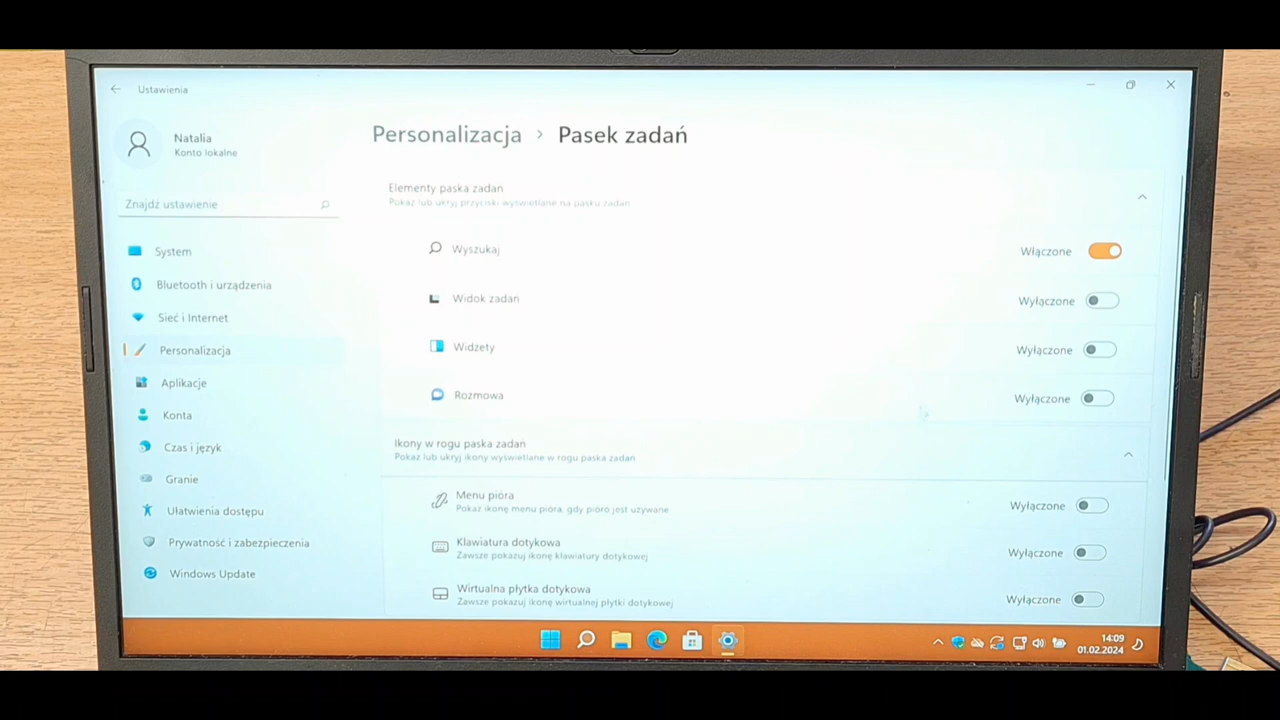 Ustawienia
Natalia
Konto lokalne
Znajdź ustawienie
System
Bluetooth i urządzenia
Sieć i Internet
Personalizacja
Aplikacje
Konta
Czas i język
Granie
Ułatwienia dostępu
Prywatność i zabezpieczenia
Windows Update
Personalizacja › Pasek zadań
Elementy paska zadań
Pokaż lub ukryj przyciski wyświetlane na pasku zadań
Wyszukaj Włączone
Widok zadań Wyłączone
Widżety Wyłączone
Rozmowa Wyłączone
Ikony w rogu paska zadań
Pokaż lub ukryj ikony wyświetlane w rogu paska zadań
Menu pióra Wyłączone
Pokaż ikonę menu pióra, gdy pióro jest używane
Klawiatura dotykowa Wyłączone
Zawsze pokazuj ikonę klawiatury dotykowej
Wirtualna płytka dotykowa Wyłączone
Zawsze pokazuj ikonę wirtualnej płytki dotykowej
14:09
01.02.2024